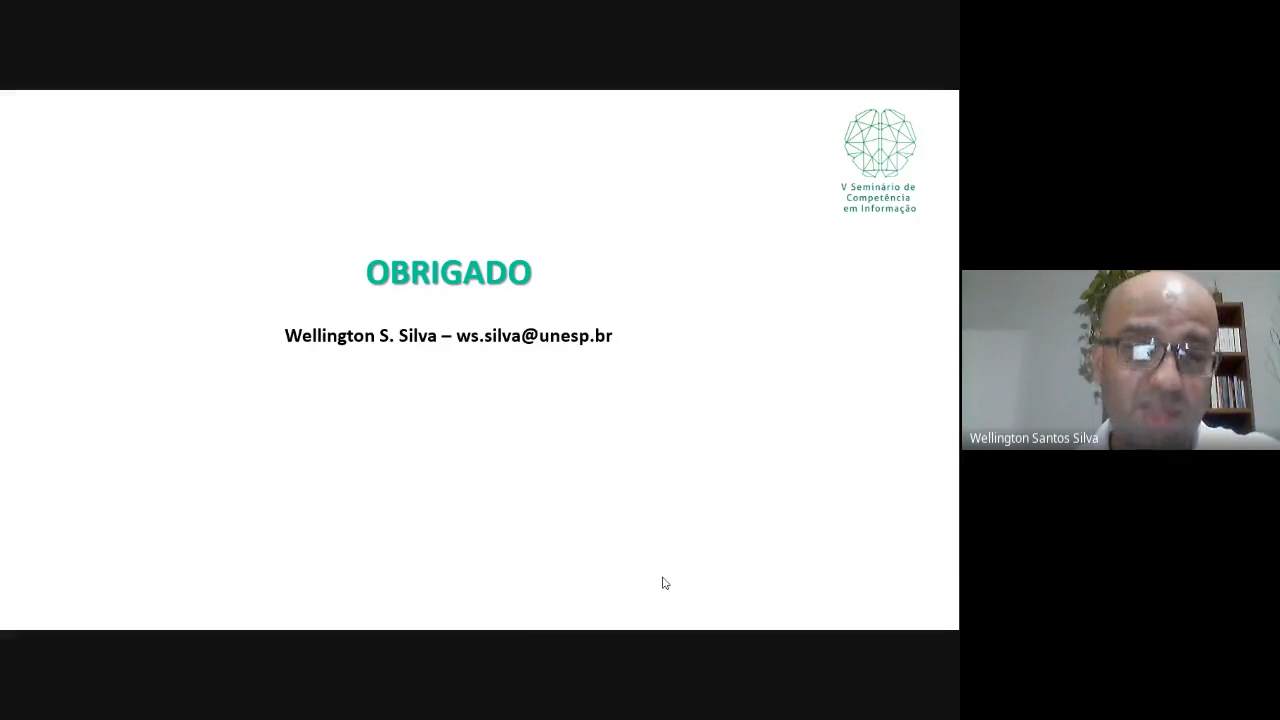 V Seminário de
Competência
em Informação
OBRIGADO
Wellington S. Silva – ws.silva@unesp.br
Wellington Santos Silva